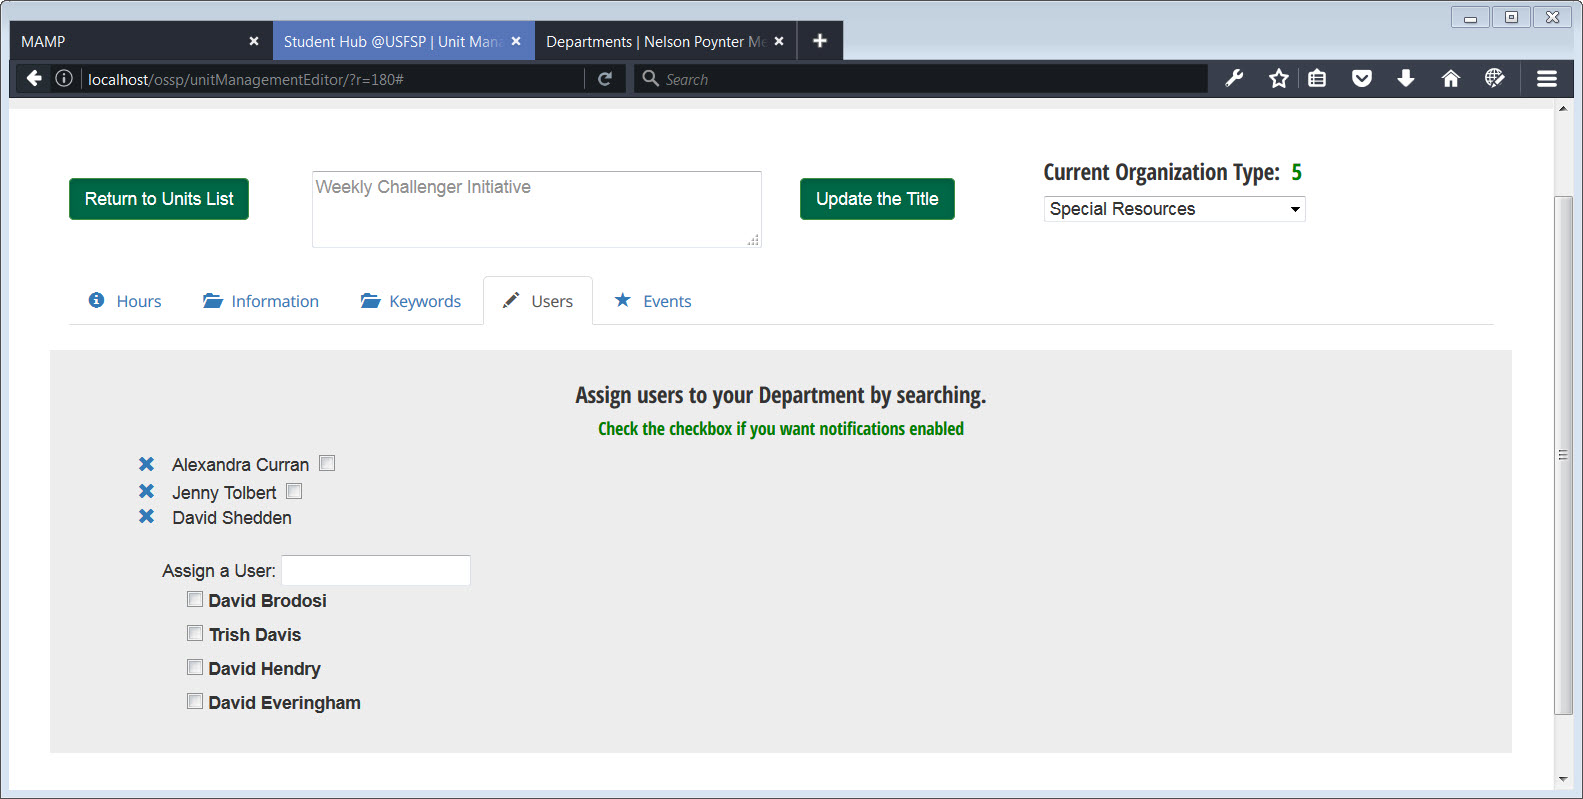 MAMP
Student Hub @USFSP | Unit Mana
Departments | Nelson Poynter Me
localhost/ossp/unitManagementEditor/?r=180#
Search
Return to Units List
Weekly Challenger Initiative
Update the Title
Current Organization Type: 5
Special Resources
Hours
Information
Keywords
Users
Events
Assign users to your Department by searching.
Check the checkbox if you want notifications enabled
Alexandra Curran
Jenny Tolbert
David Shedden
Assign a User:
David Brodosi
Trish Davis
David Hendry
David Everingham